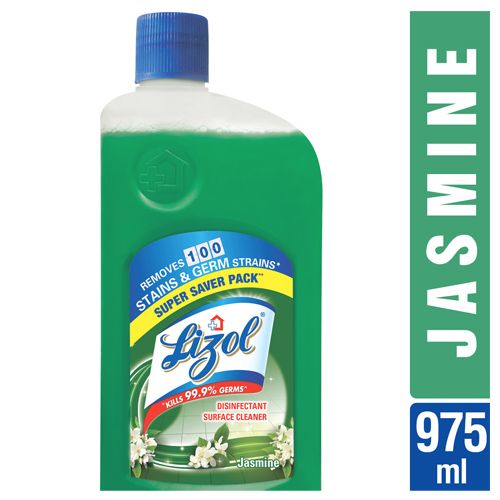 REMOVES 100
STAINS & GERM STRAINS*
SUPER SAVER PACK**
Lizol®
^KILLS 99.9% GERMS^
DISINFECTANT
SURFACE CLEANER
Jasmine
JASMINE
975
ml